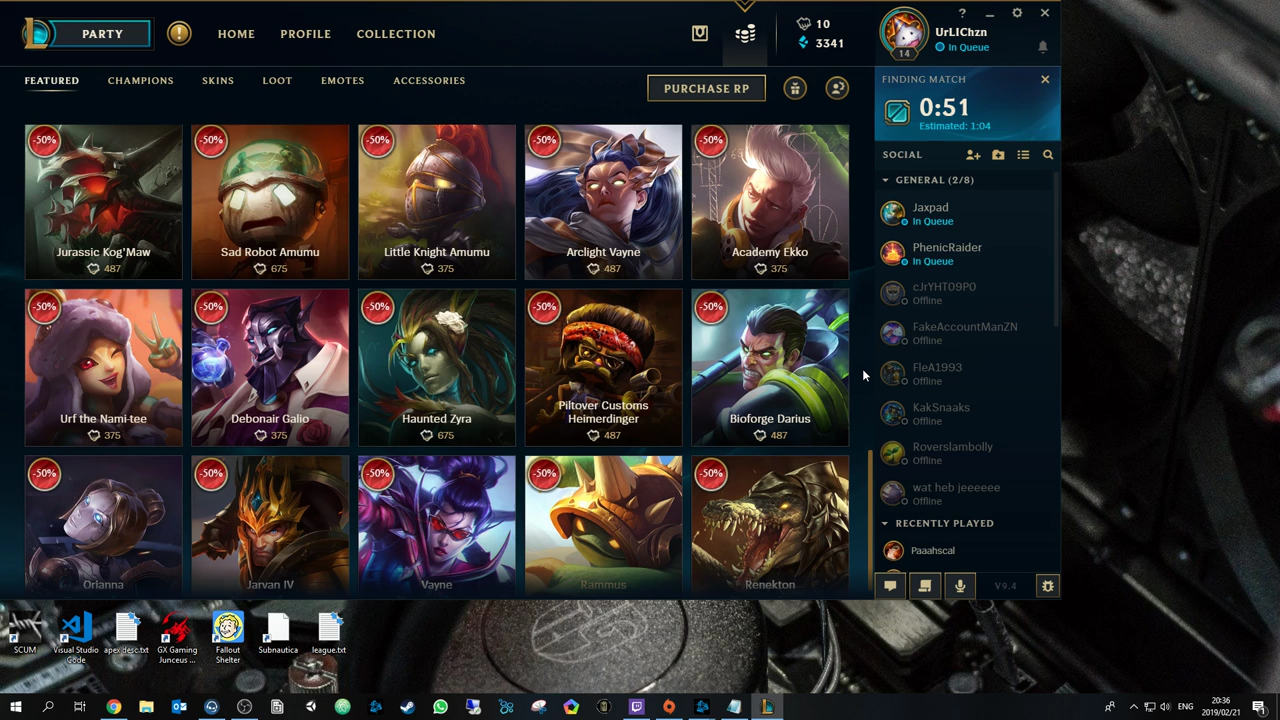 PARTY
HOME
PROFILE
COLLECTION
10
3341
?
14
UrLIChzn
In Queue
FEATURED
CHAMPIONS
SKINS
LOOT
EMOTES
ACCESSORIES
PURCHASE RP
FINDING MATCH
0:51
Estimated: 1:04
SOCIAL
GENERAL (2/8)
Jaxpad
In Queue
PhenicRaider
In Queue
cJrYHT09P0
Offline
FakeAccountManZN
Offline
FleA1993
Offline
KakSnaaks
Offline
Roverslambolly
Offline
wat heb jeeeeee
Offline
RECENTLY PLAYED
Paaahscal
V9.4
-50%
Jurassic Kog'Maw
487
-50%
Sad Robot Amumu
675
-50%
Little Knight Amumu
375
-50%
Arclight Vayne
487
-50%
Academy Ekko
375
-50%
Urf the Nami-tee
375
-50%
Debonair Galio
375
-50%
Haunted Zyra
675
-50%
Piltover Customs
Heimerdinger
487
-50%
Bioforge Darius
487
-50%
Orianna
-50%
Jarvan IV
-50%
Vayne
-50%
Rammus
-50%
Renekton
SCUM
Visual Studio
Code
apex desc.txt
GX Gaming
Junceus ...
Fallout
Shelter
Subnautica
league.txt
ENG
20:36
2019/02/21